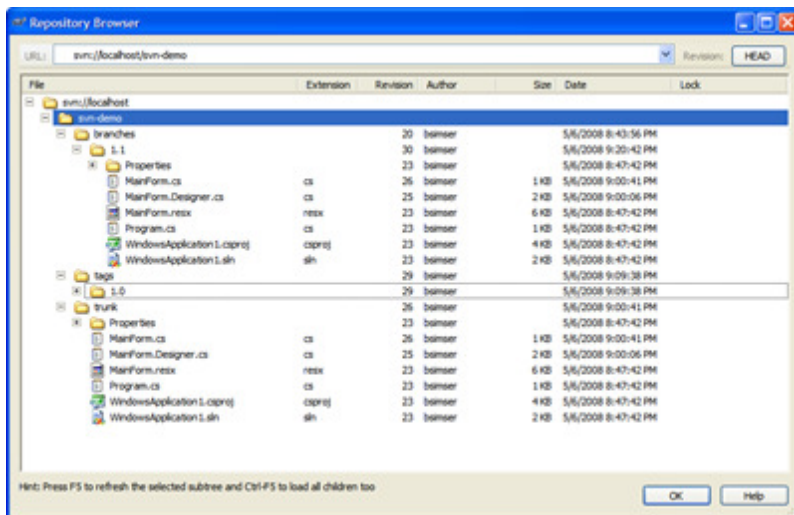 Repository Browser
URL: svn://localhost/svn-demo Revision: HEAD
File Extension Revision Author Size Date Lock
svn://localhost
svn-demo
branches 20 bsimser 5/6/2008 8:43:56 PM
1.1 30 bsimser 5/6/2008 9:20:42 PM
Properties 23 bsimser 5/6/2008 8:47:42 PM
MainForm.cs cs 26 bsimser 1 KB 5/6/2008 9:00:41 PM
MainForm.Designer.cs cs 25 bsimser 2 KB 5/6/2008 9:00:06 PM
MainForm.resx resx 23 bsimser 6 KB 5/6/2008 8:47:42 PM
Program.cs cs 23 bsimser 1 KB 5/6/2008 8:47:42 PM
WindowsApplication1.csproj csproj 23 bsimser 4 KB 5/6/2008 8:47:42 PM
WindowsApplication1.sln sln 23 bsimser 2 KB 5/6/2008 8:47:42 PM
tags 29 bsimser 5/6/2008 9:09:38 PM
1.0 29 bsimser 5/6/2008 9:09:38 PM
trunk 26 bsimser 5/6/2008 9:00:41 PM
Properties 23 bsimser 5/6/2008 8:47:42 PM
MainForm.cs cs 26 bsimser 1 KB 5/6/2008 9:00:41 PM
MainForm.Designer.cs cs 25 bsimser 2 KB 5/6/2008 9:00:06 PM
MainForm.resx resx 23 bsimser 6 KB 5/6/2008 8:47:42 PM
Program.cs cs 23 bsimser 1 KB 5/6/2008 8:47:42 PM
WindowsApplication1.csproj csproj 23 bsimser 4 KB 5/6/2008 8:47:42 PM
WindowsApplication1.sln sln 23 bsimser 2 KB 5/6/2008 8:47:42 PM
Hint: Press F5 to refresh the selected subtree and Ctrl-F5 to load all children too
OK Help